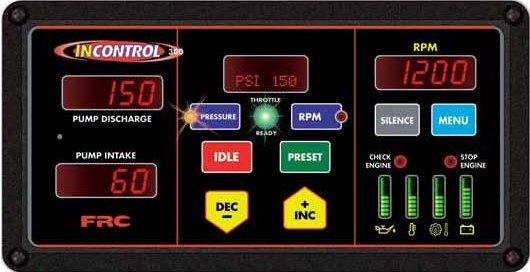 INCONTROL 300
150
PUMP DISCHARGE
PUMP INTAKE
60
FRC
PSI 150
THROTTLE
READY
PRESSURE
RPM
IDLE
PRESET
DEC
–
+
INC
RPM
1200
SILENCE
MENU
CHECK
ENGINE
STOP
ENGINE